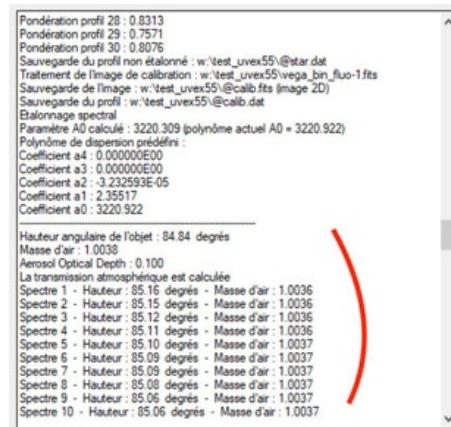 Pondération profil 28 : 0.8313
Pondération profil 29 : 0.7571
Pondération profil 30 : 0.8076
Sauvegarde du profil non étalonné : w:\test_uvex55\@star.dat
Traitement de l'image de calibration : w:\test_uvex55\vega_bin_fluo-1.fits
Sauvegarde de l'image : w:\test_uvex55\@calib.fits (image 2D)
Sauvegarde du profil : w:\test_uvex55\@calib.dat
Etalonnage spectral
Paramètre A0 calculé : 3220.309 (polynôme actuel A0 = 3220.922)
Polynôme de dispersion prédéfini :
Coefficient a4 : 0.000000E00
Coefficient a3 : 0.000000E00
Coefficient a2 : -3.232593E-05
Coefficient a1 : 2.35517
Coefficient a0 : 3220.922
Hauteur angulaire de l'objet : 84.84 degrés
Masse d'air : 1.0038
Aerosol Optical Depth : 0.100
La transmission atmosphérique est calculée
Spectre 1 - Hauteur : 85.16 degrés - Masse d'air : 1.0036
Spectre 2 - Hauteur : 85.15 degrés - Masse d'air : 1.0036
Spectre 3 - Hauteur : 85.12 degrés - Masse d'air : 1.0036
Spectre 4 - Hauteur : 85.11 degrés - Masse d'air : 1.0036
Spectre 5 - Hauteur : 85.10 degrés - Masse d'air : 1.0037
Spectre 6 - Hauteur : 85.09 degrés - Masse d'air : 1.0037
Spectre 7 - Hauteur : 85.09 degrés - Masse d'air : 1.0037
Spectre 8 - Hauteur : 85.08 degrés - Masse d'air : 1.0037
Spectre 9 - Hauteur : 85.06 degrés - Masse d'air : 1.0037
Spectre 10 - Hauteur : 85.06 degrés - Masse d'air : 1.0037